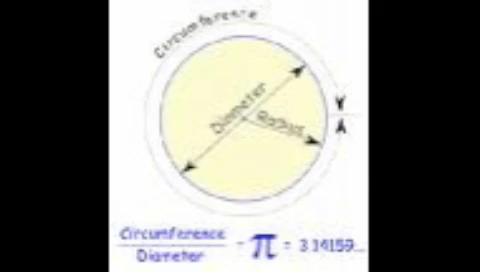 Circumference
Diameter
Radius
Circumference
Diameter
= π = 3.14159...